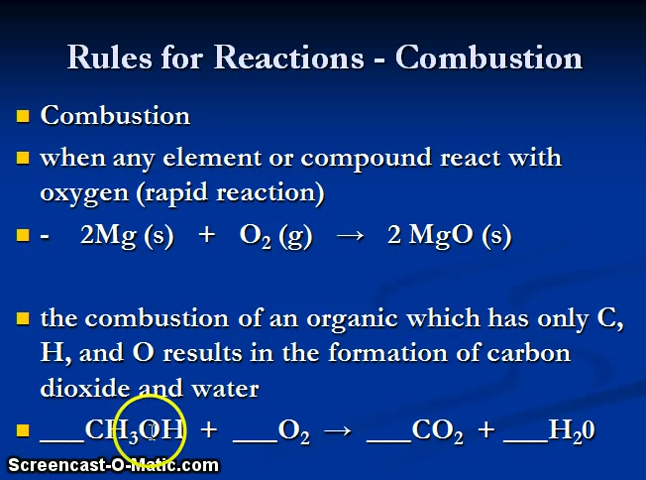 Rules for Reactions - Combustion
Combustion
when any element or compound react with
oxygen (rapid reaction)
- 2Mg (s) + O₂ (g) → 2 MgO (s)
the combustion of an organic which has only C,
H, and O results in the formation of carbon
dioxide and water
___CH₃OH + ___O₂ → ___CO₂ + ___H₂0
Screencast-O-Matic.com